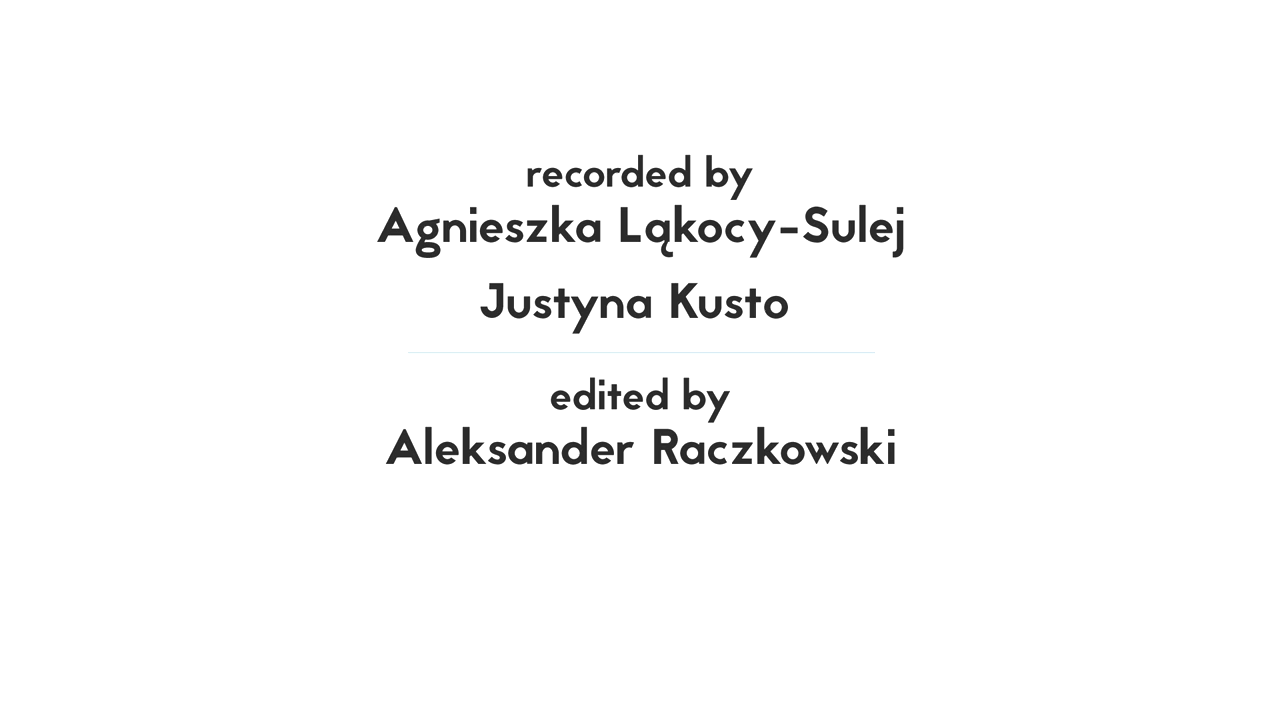 recorded by
Agnieszka Ląkocy-Sulej
Justyna Kusto
edited by
Aleksander Raczkowski